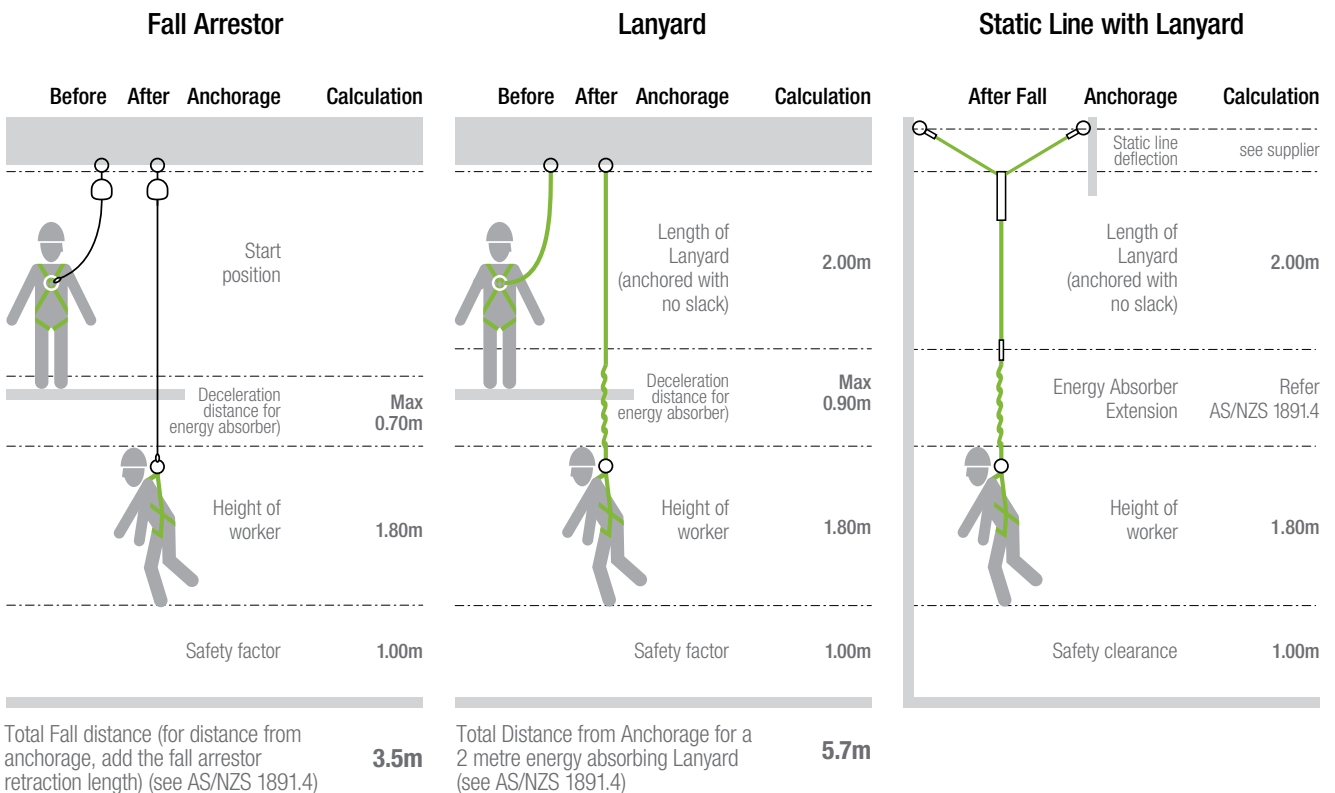 Fall Arrestor
Before After Anchorage Calculation
Start
position
Deceleration
distance for
energy absorber)
Max
0.70m
Height of
worker
1.80m
Safety factor
1.00m
Total Fall distance (for distance from
anchorage, add the fall arrestor
retraction length) (see AS/NZS 1891.4)
3.5m
Lanyard
Before After Anchorage Calculation
Length of
Lanyard
(anchored with
no slack)
2.00m
Deceleration
distance for
energy absorber)
Max
0.90m
Height of
worker
1.80m
Safety factor
1.00m
Total Distance from Anchorage for a
2 metre energy absorbing Lanyard
(see AS/NZS 1891.4)
5.7m
Static Line with Lanyard
After Fall Anchorage Calculation
Static line
deflection
see supplier
Length of
Lanyard
(anchored with
no slack)
2.00m
Energy Absorber
Extension
Refer
AS/NZS 1891.4
Height of
worker
1.80m
Safety clearance
1.00m